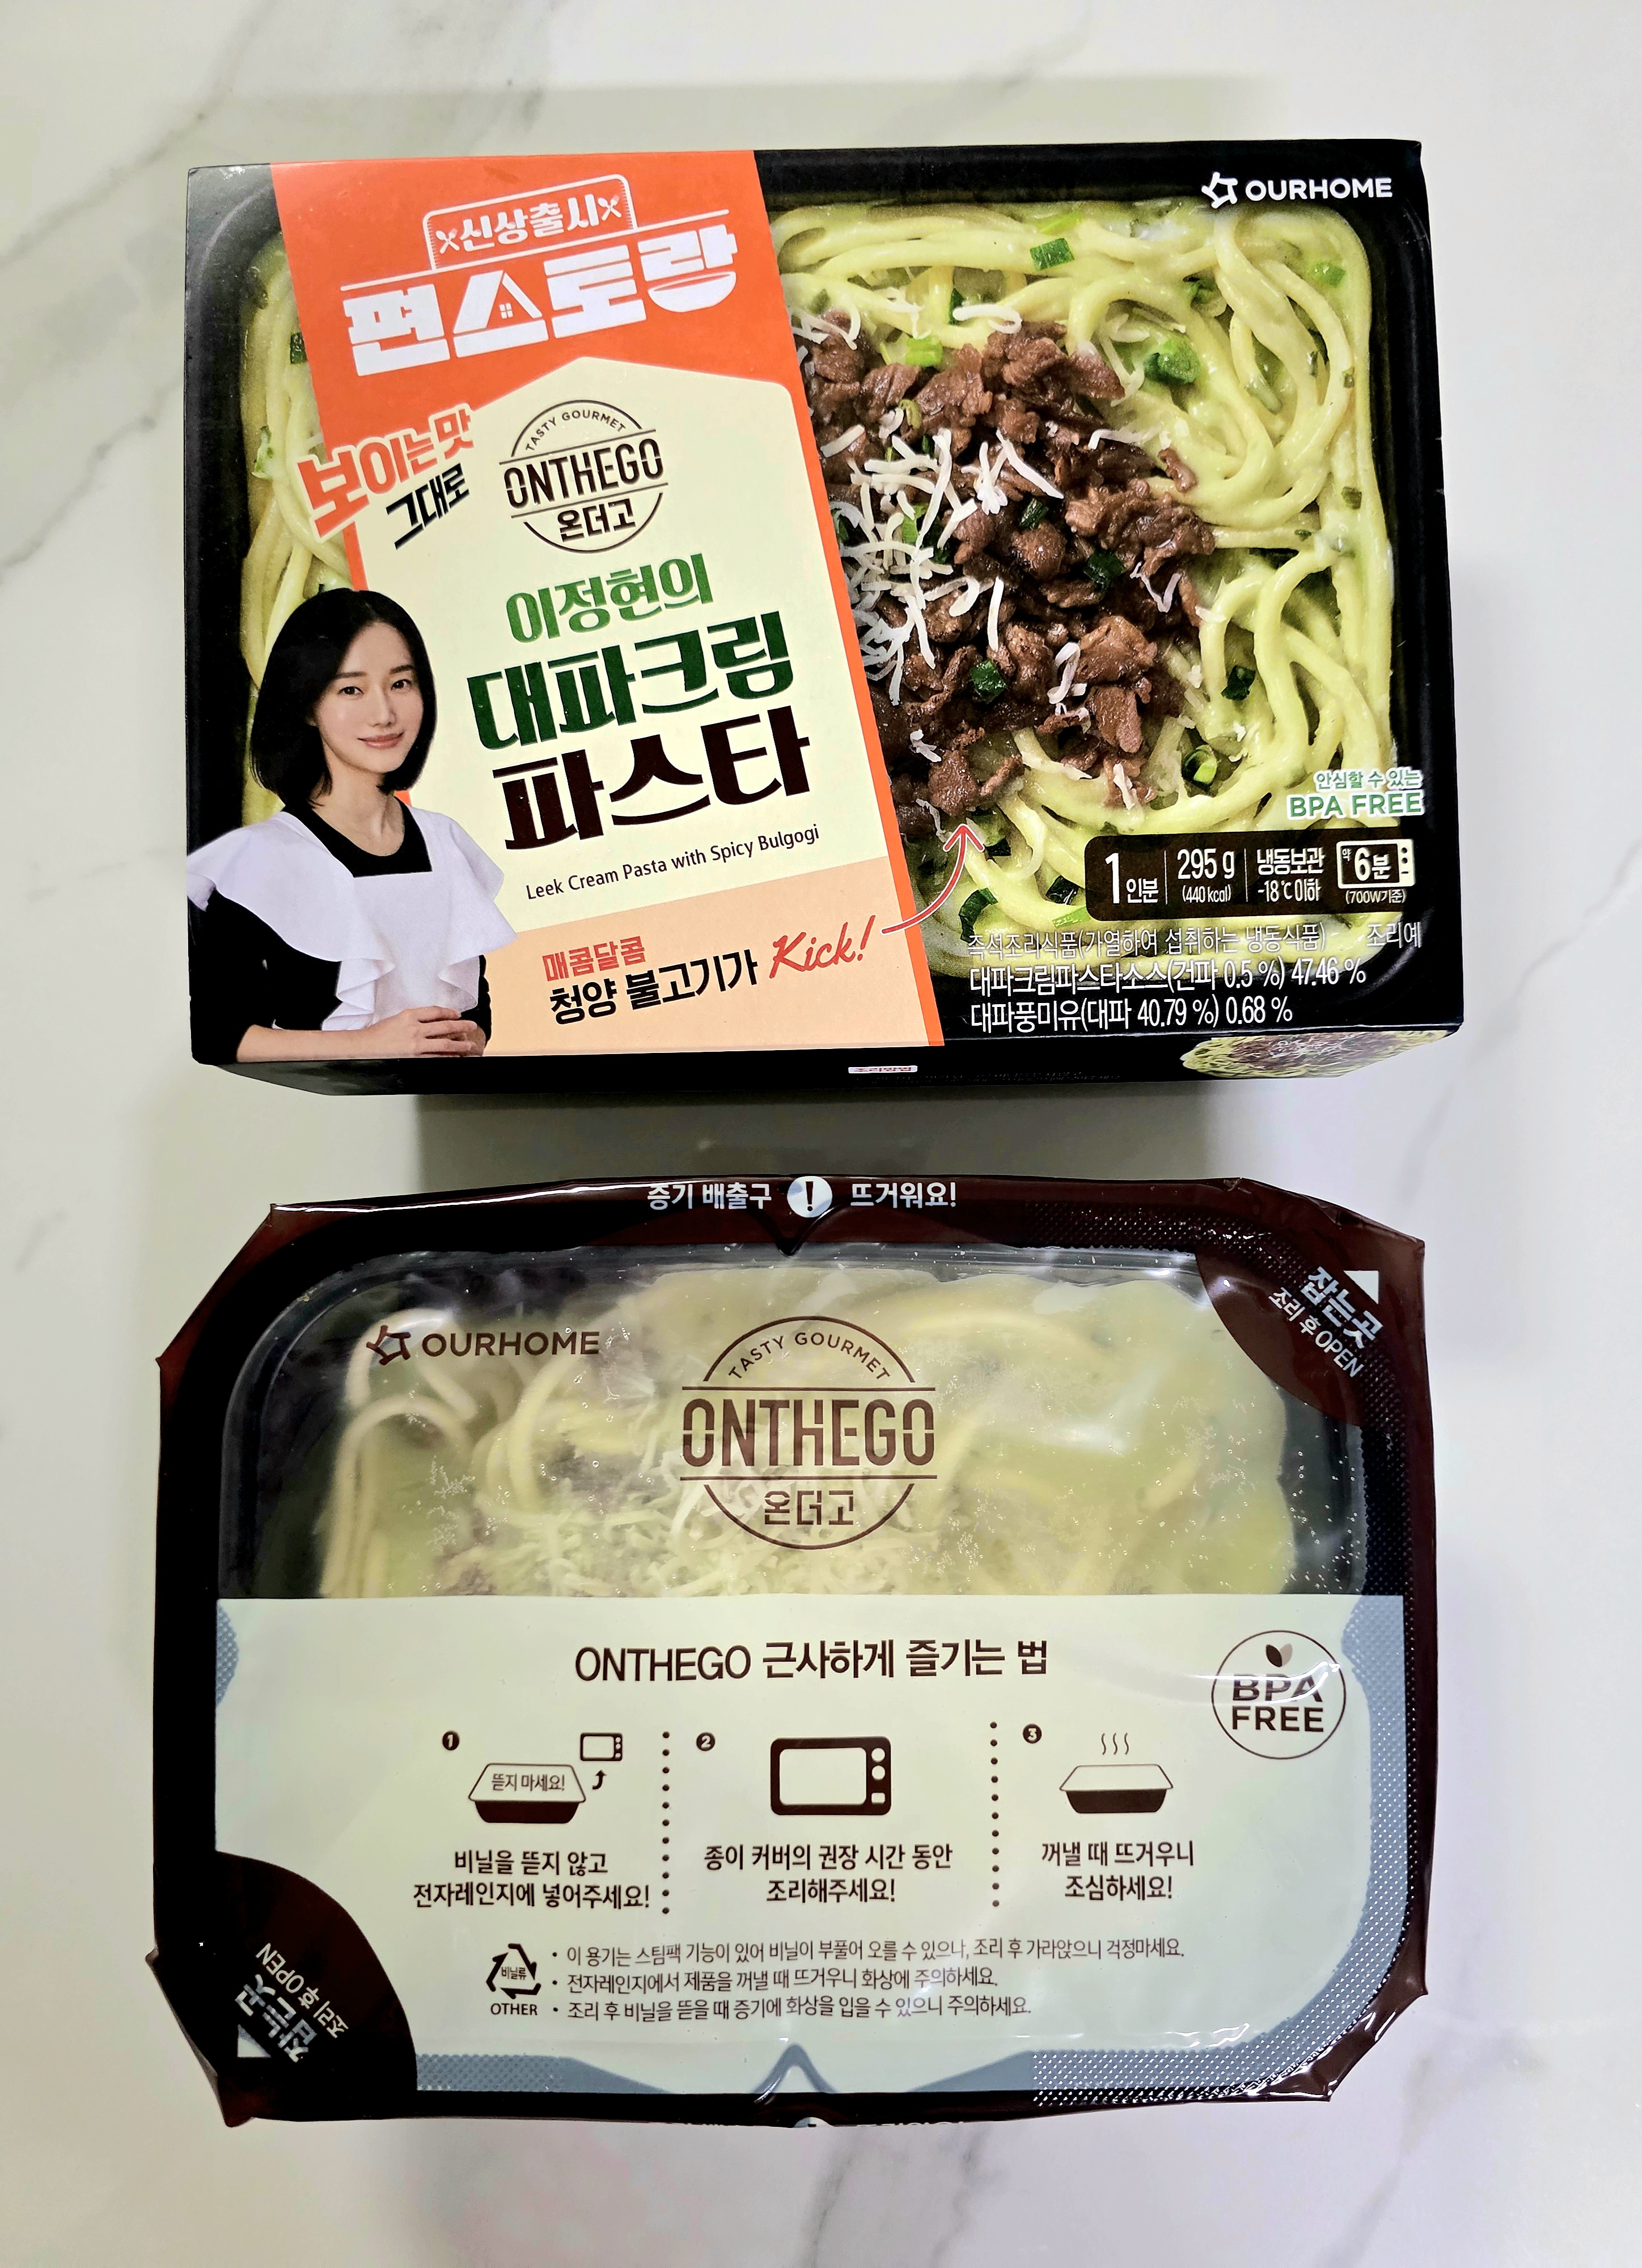 신상출시
편스토랑
OURHOME
보이는 맛
그대로
TASTY GOURMET
ONTHEGO
온더고
이정현의
대파크림
파스타
Leek Cream Pasta with Spicy Bulgogi
매콤달콤
청양 불고기가 Kick!
안심할 수 있는
BPA FREE
1인분 295 g (440 kcal) 냉동보관 -18℃이하 약 6분 (700W기준)
즉석조리식품(가열하여 섭취하는 냉동식품) 조리예
대파크림파스타소스(건파 0.5 %) 47.46 %
대파풍미유(대파 40.79 %) 0.68 %
조리방법
증기 배출구 ! 뜨거워요!
잡는곳
조리 후 OPEN
OURHOME
TASTY GOURMET
ONTHEGO
온더고
ONTHEGO 근사하게 즐기는 법
BPA
FREE
1
뜯지 마세요!
비닐을 뜯지 않고
전자레인지에 넣어주세요!
2
종이 커버의 권장 시간 동안
조리해주세요!
3
꺼낼 때 뜨거우니
조심하세요!
비닐류
OTHER
• 이 용기는 스팀팩 기능이 있어 비닐이 부풀어 오를 수 있으나, 조리 후 가라앉으니 걱정마세요.
• 전자레인지에서 제품을 꺼낼 때 뜨거우니 화상에 주의하세요.
• 조리 후 비닐을 뜯을 때 증기에 화상을 입을 수 있으니 주의하세요.
잡는곳
조리 후 OPEN